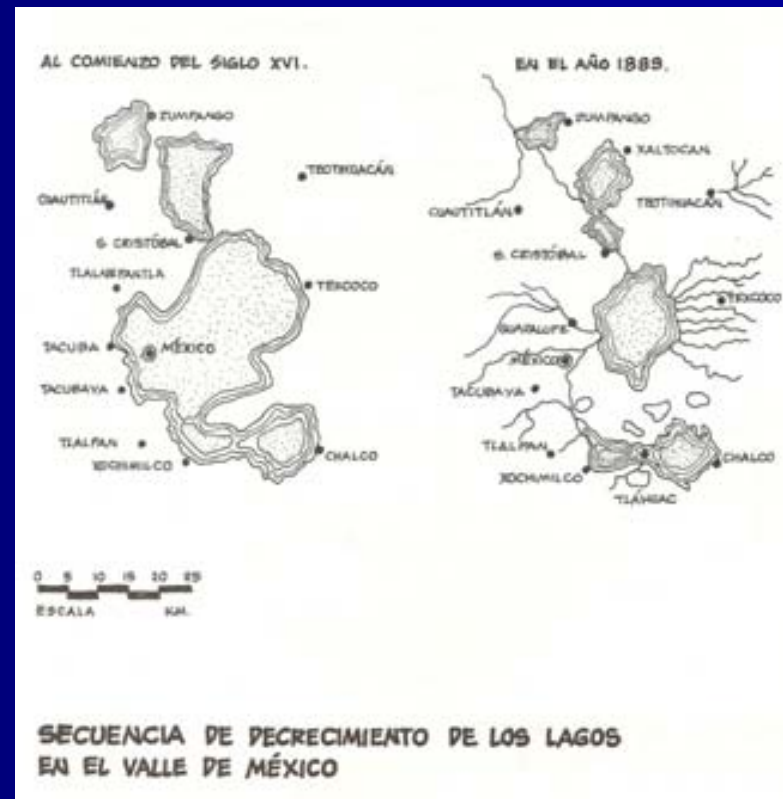 AL COMIENZO DEL SIGLO XVI.
ZUMPANGO
TEOTIHUACÁN
CUAUTITLÁN
S. CRISTÓBAL
TLALNEPANTLA
TEXCOCO
TACUBA
MÉXICO
TACUBAYA
TLALPAN
XOCHIMILCO
CHALCO
EN EL AÑO 1889.
ZUMPANGO
XALTOCAN
TEOTIHUACÁN
CUAUTITLÁN
S. CRISTÓBAL
TEXCOCO
GUADALUPE
MÉXICO
TACUBAYA
TLALPAN
CHALCO
XOCHIMILCO
TLÁHUAC
0 5 10 15 20 25
ESCALA KM.
SECUENCIA DE DECRECIMIENTO DE LOS LAGOS
EN EL VALLE DE MÉXICO